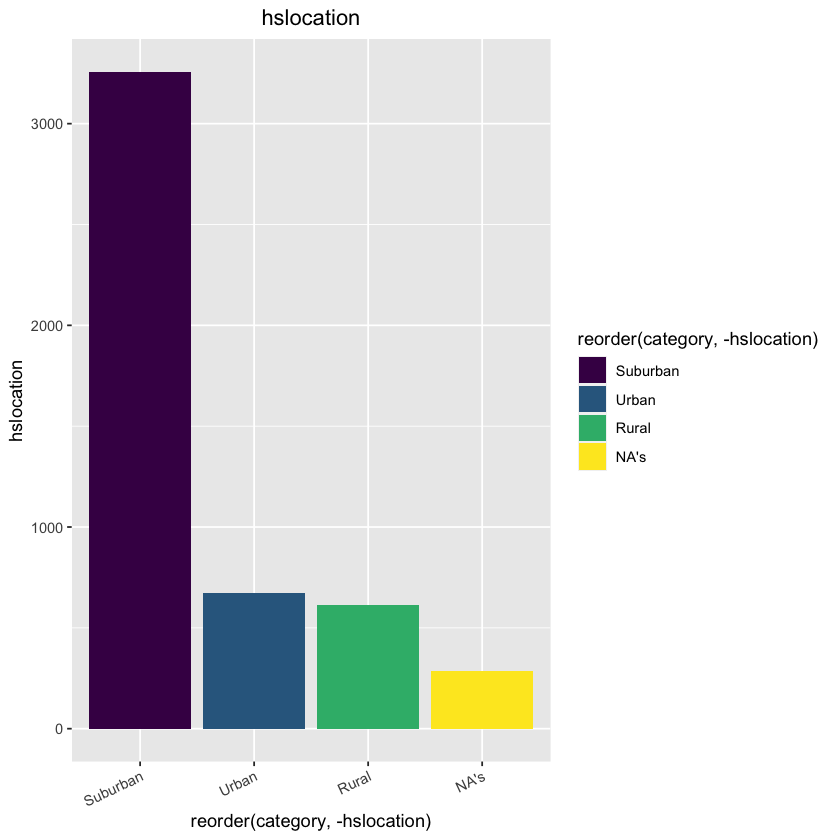 hslocation
3000
2000
1000
0
hslocation
Suburban
Urban
Rural
NA's
reorder(category, -hslocation)
reorder(category, -hslocation)
Suburban
Urban
Rural
NA's